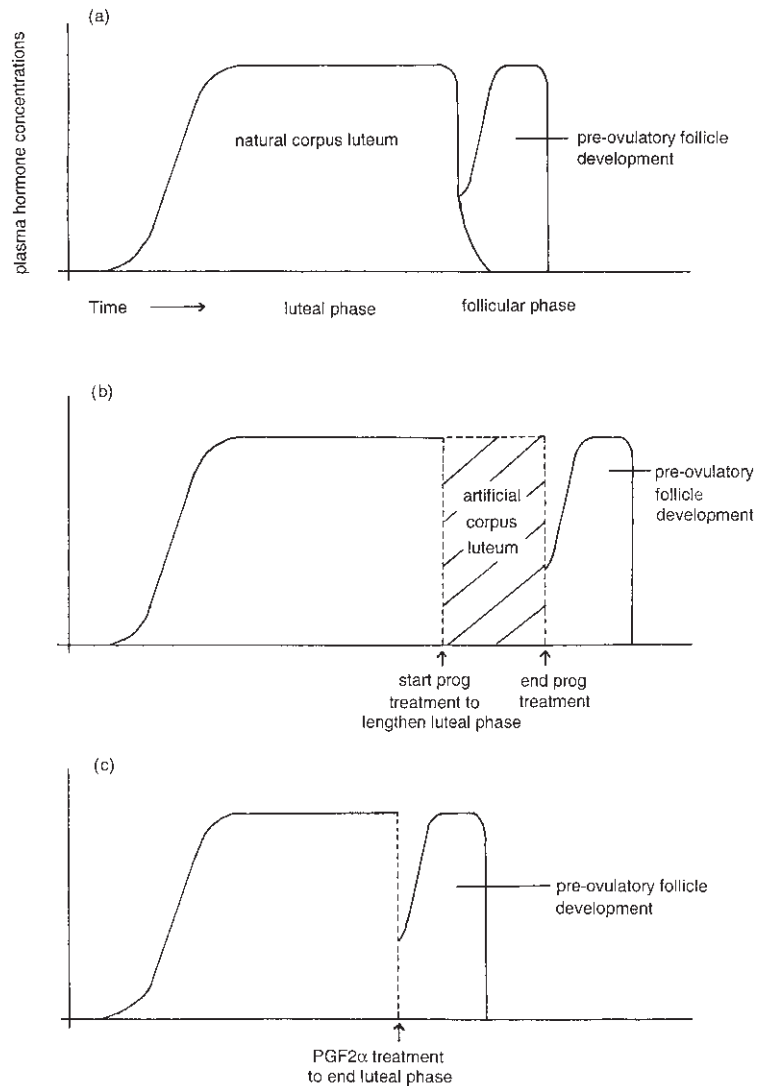 (a)
plasma hormone concentrations
natural corpus luteum
pre-ovulatory follicle
development
Time
luteal phase
follicular phase
(b)
artificial
corpus
luteum
pre-ovulatory
follicle
development
start prog
treatment to
lengthen luteal phase
end prog
treatment
(c)
pre-ovulatory follicle
development
PGF2α treatment
to end luteal phase